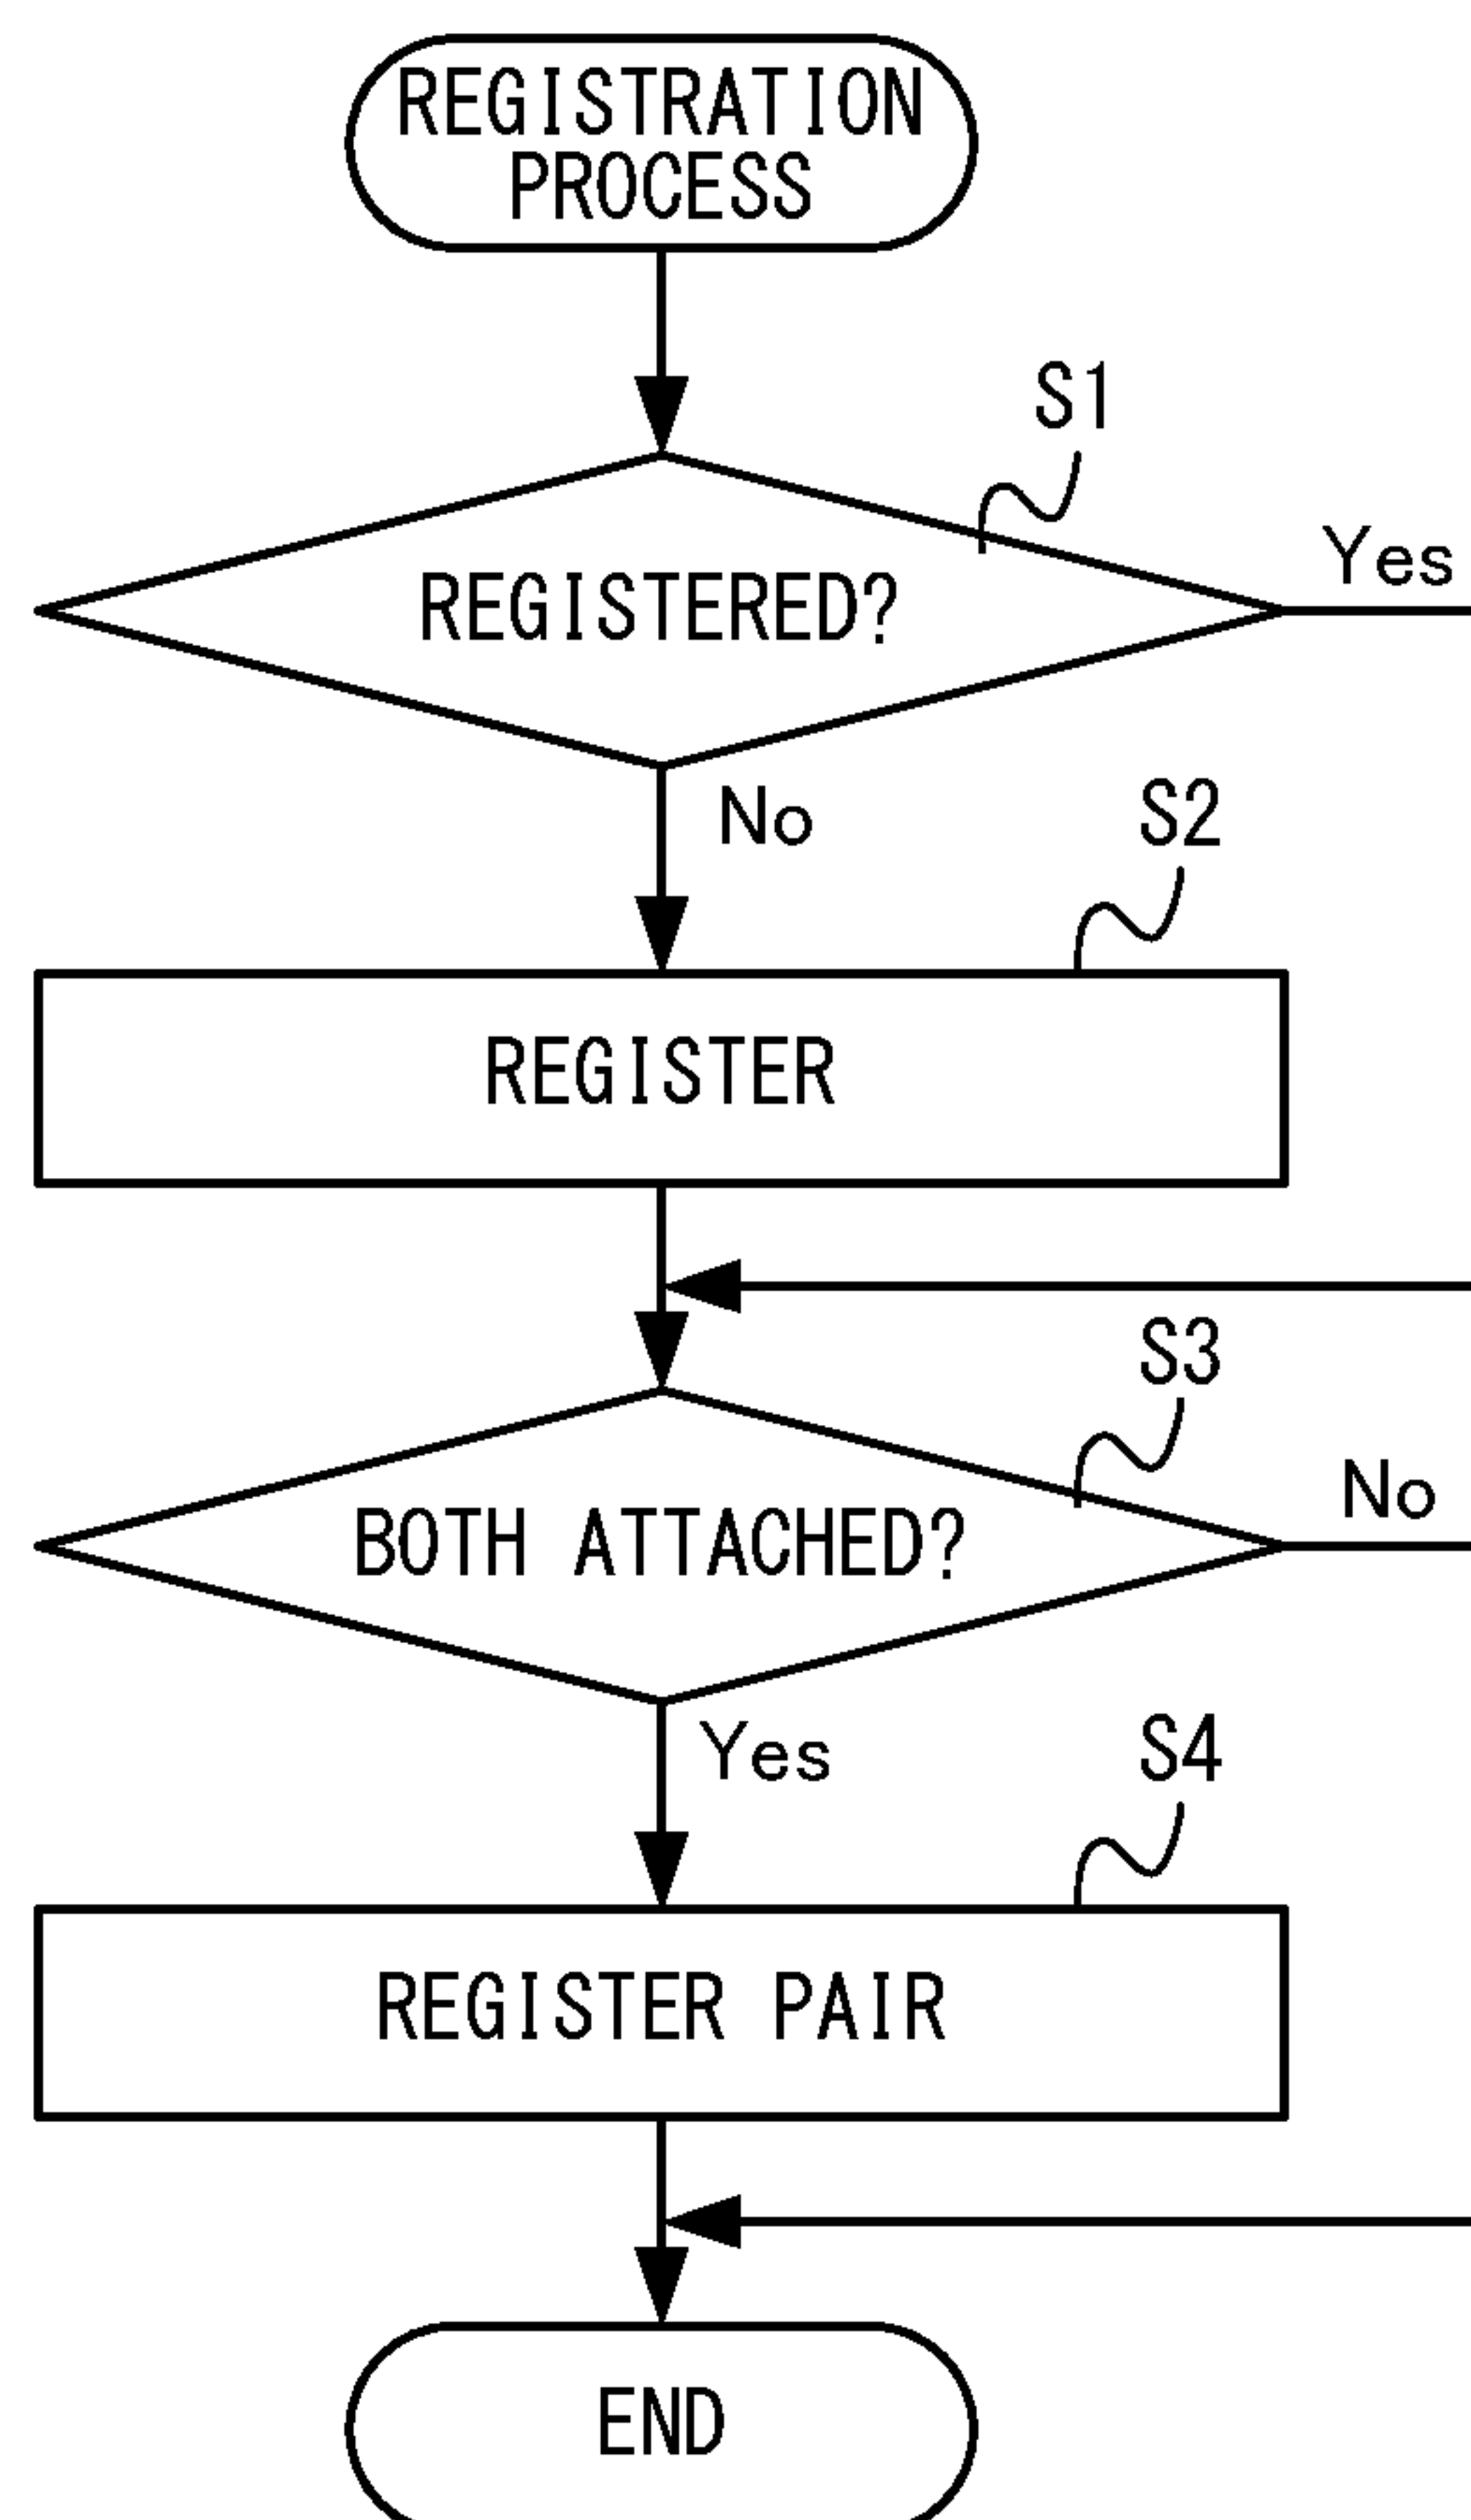 REGISTRATION
PROCESS
S1
Yes
REGISTERED?
No
S2
REGISTER
S3
No
BOTH ATTACHED?
Yes
S4
REGISTER PAIR
END